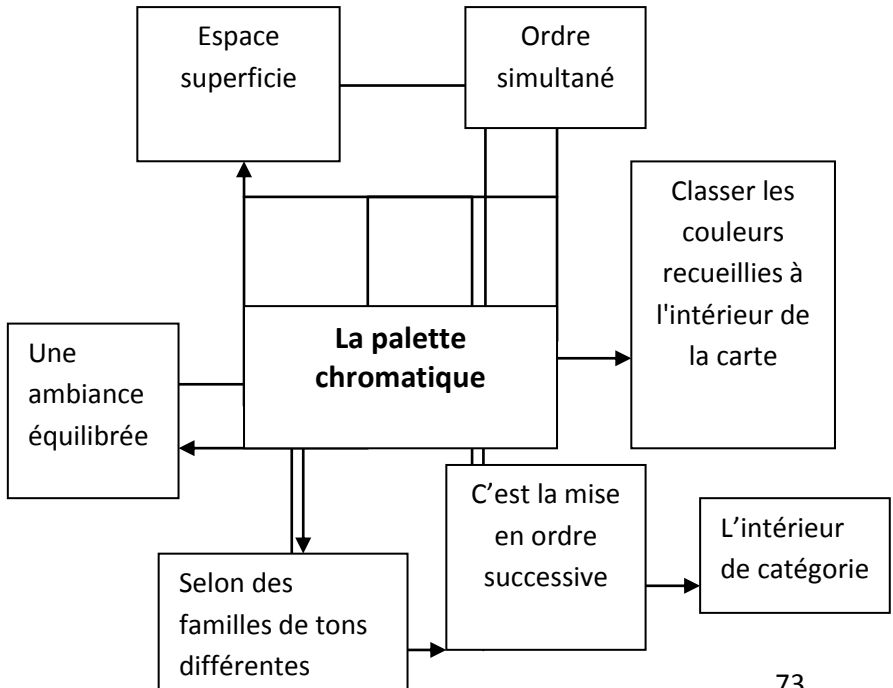 Espace
superficie
Ordre
simultané
Classer les
couleurs
recueillies à
l'intérieur de
la carte
La palette
chromatique
Une
ambiance
équilibrée
C’est la mise
en ordre
successive
L’intérieur
de catégorie
Selon des
familles de tons
différentes
73